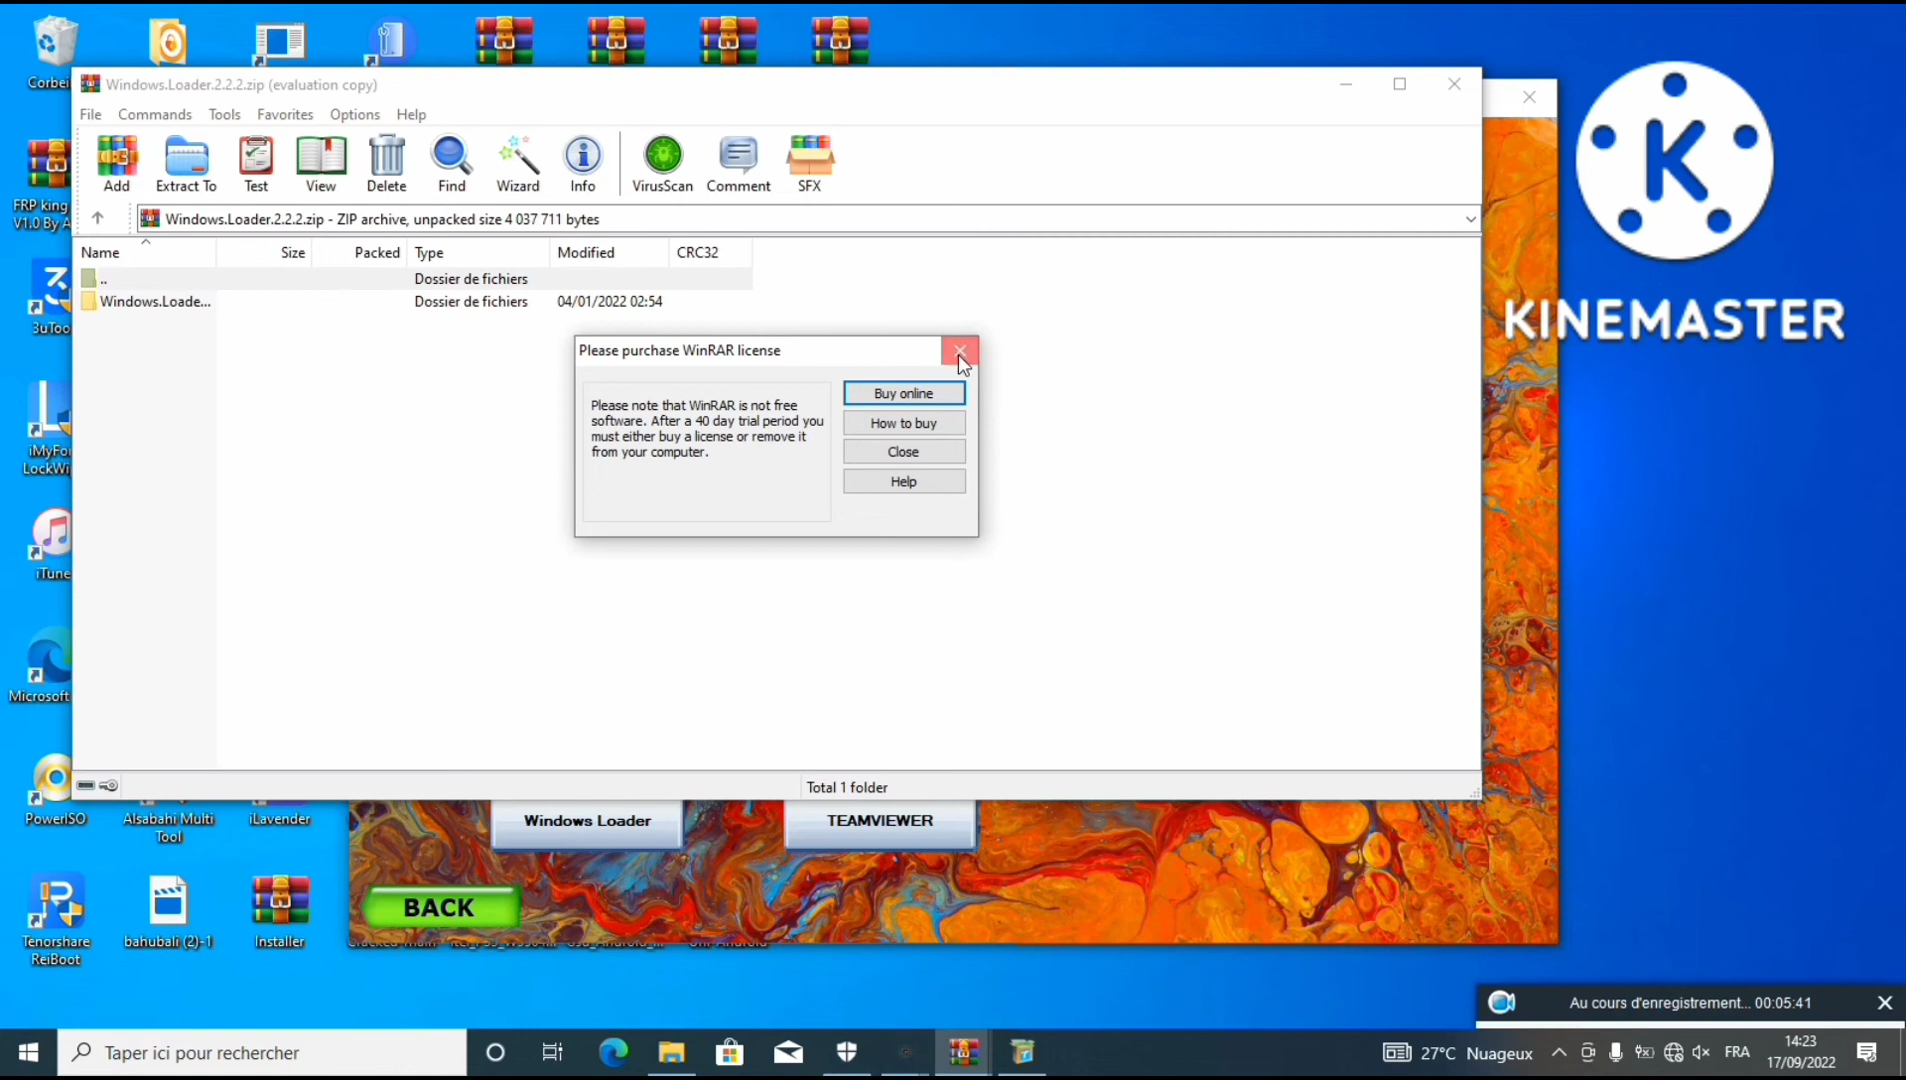 Corbei
Windows.Loader.2.2.2.zip (evaluation copy)
File Commands Tools Options Favorites Help
Add
Extract To
Test
View
Delete
Find
Wizard
Info
VirusScan
Comment
SFX
Windows.Loader.2.2.2.zip - ZIP archive, unpacked size 4 037 711 bytes
Name Size Packed Type Modified CRC32
.. Dossier de fichiers
Windows.Loade... Dossier de fichiers 04/01/2022 02:54
Please purchase WinRAR license
Please note that WinRAR is not free
software. After a 40 day trial period you
must either buy a license or remove it
from your computer.
Buy online
How to buy
Close
Help
Total 1 folder
K
KINEMASTER
FRP king
V1.0 By A
3uToo
iMyFo
LockWi
iTune
Microsoft
PowerISO
Alsabahi Multi
Tool
iLavender
Tenorshare
ReiBoot
bahubali (2)-1
Installer
Windows Loader
TEAMVIEWER
BACK
Au cours d'enregistrement... 00:05:41
Taper ici pour rechercher
27°C Nuageux
FRA
14:23
17/09/2022